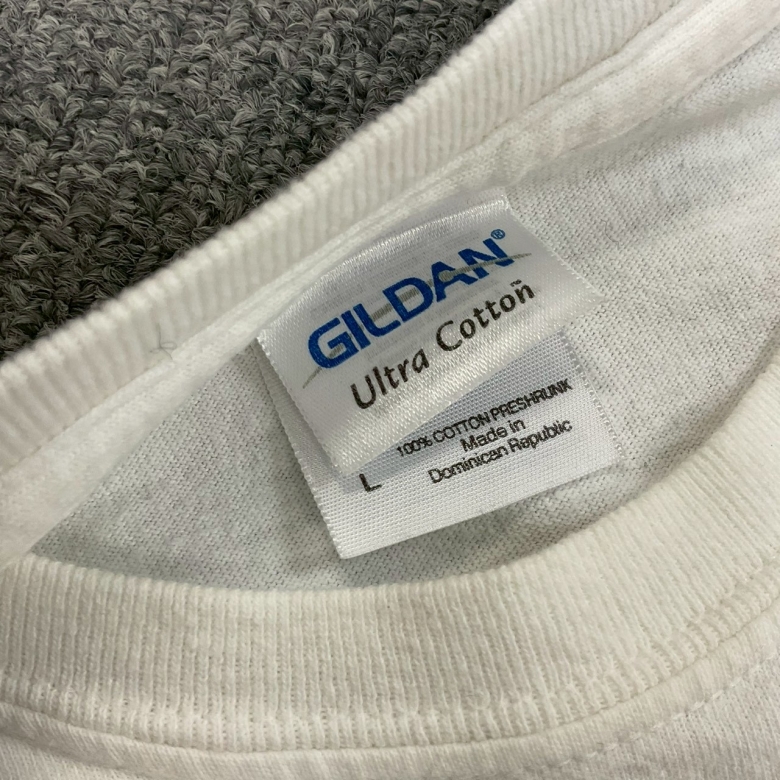 GILDAN®
Ultra Cotton
100% COTTON PRESHRUNK
Made in
Dominican Republic
L